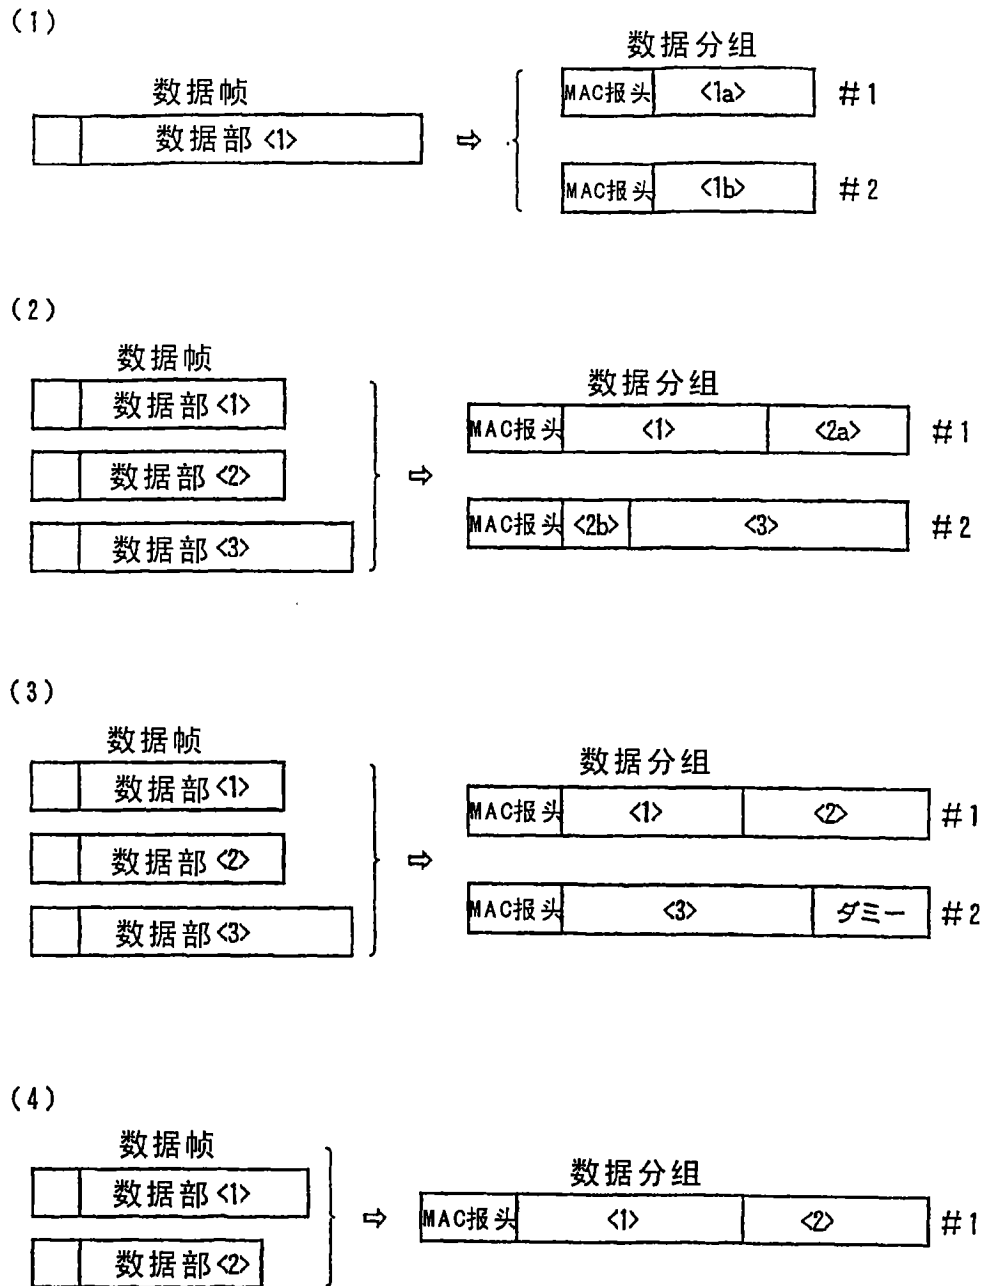 (1)
数据帧
数据部<1>
⇨
数据分组
MAC报头 <1a> #1
MAC报头 <1b> #2
(2)
数据帧
数据部<1>
数据部<2>
数据部<3>
⇨
数据分组
MAC报头 <1> <2a> #1
MAC报头 <2b> <3> #2
(3)
数据帧
数据部<1>
数据部<2>
数据部<3>
⇨
数据分组
MAC报头 <1> <2> #1
MAC报头 <3> ダミー #2
(4)
数据帧
数据部<1>
数据部<2>
⇨
数据分组
MAC报头 <1> <2> #1